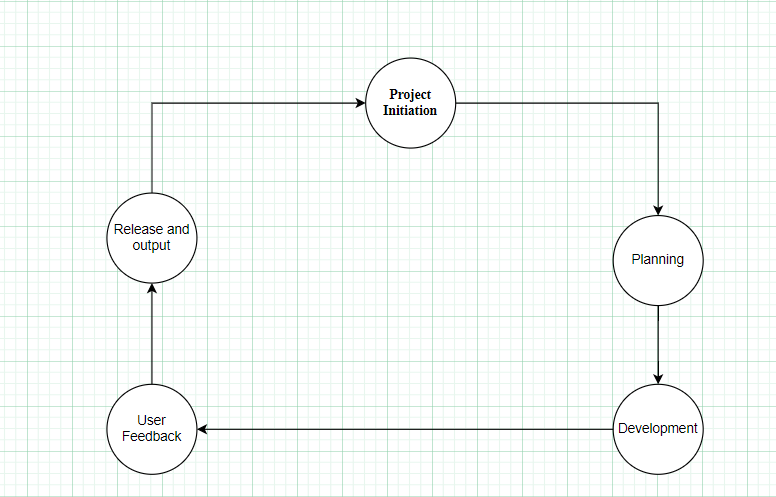 Project
Initiation
Release and
output
Planning
User
Feedback
Development